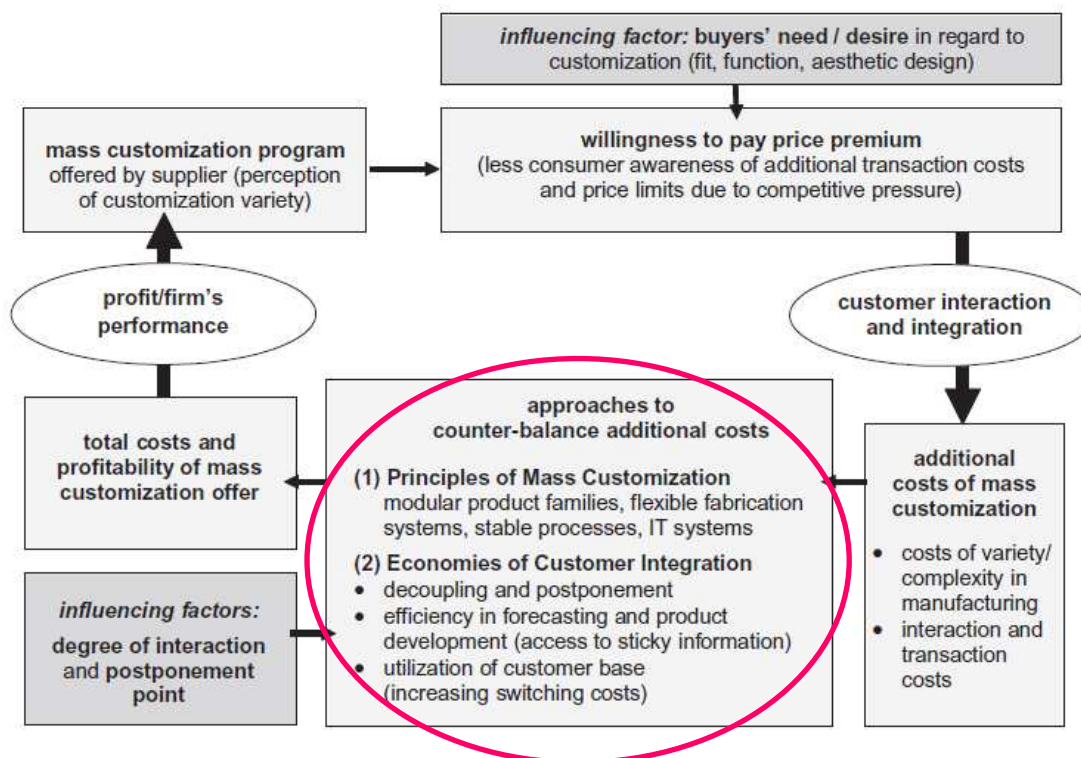 influencing factor: buyers' need / desire in regard to
customization (fit, function, aesthetic design)
mass customization program
offered by supplier (perception
of customization variety)
willingness to pay price premium
(less consumer awareness of additional transaction costs
and price limits due to competitive pressure)
profit/firm's
performance
customer interaction
and integration
total costs and
profitability of mass
customization offer
approaches to
counter-balance additional costs
(1) Principles of Mass Customization
modular product families, flexible fabrication
systems, stable processes, IT systems
(2) Economies of Customer Integration
• decoupling and postponement
• efficiency in forecasting and product
development (access to sticky information)
• utilization of customer base
(increasing switching costs)
additional
costs of mass
customization
• costs of variety/
complexity in
manufacturing
• interaction and
transaction
costs
influencing factors:
degree of interaction
and postponement
point